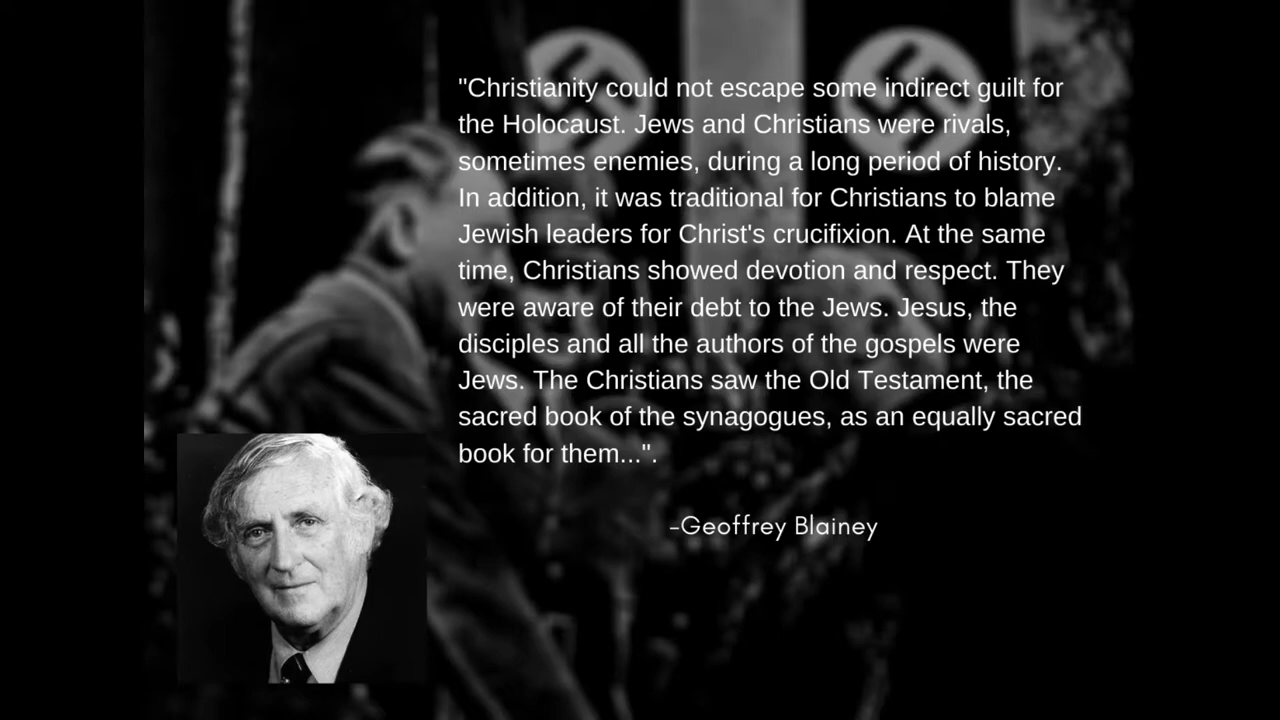 "Christianity could not escape some indirect guilt for
the Holocaust. Jews and Christians were rivals,
sometimes enemies, during a long period of history.
In addition, it was traditional for Christians to blame
Jewish leaders for Christ's crucifixion. At the same
time, Christians showed devotion and respect. They
were aware of their debt to the Jews. Jesus, the
disciples and all the authors of the gospels were
Jews. The Christians saw the Old Testament, the
sacred book of the synagogues, as an equally sacred
book for them...".
-Geoffrey Blainey